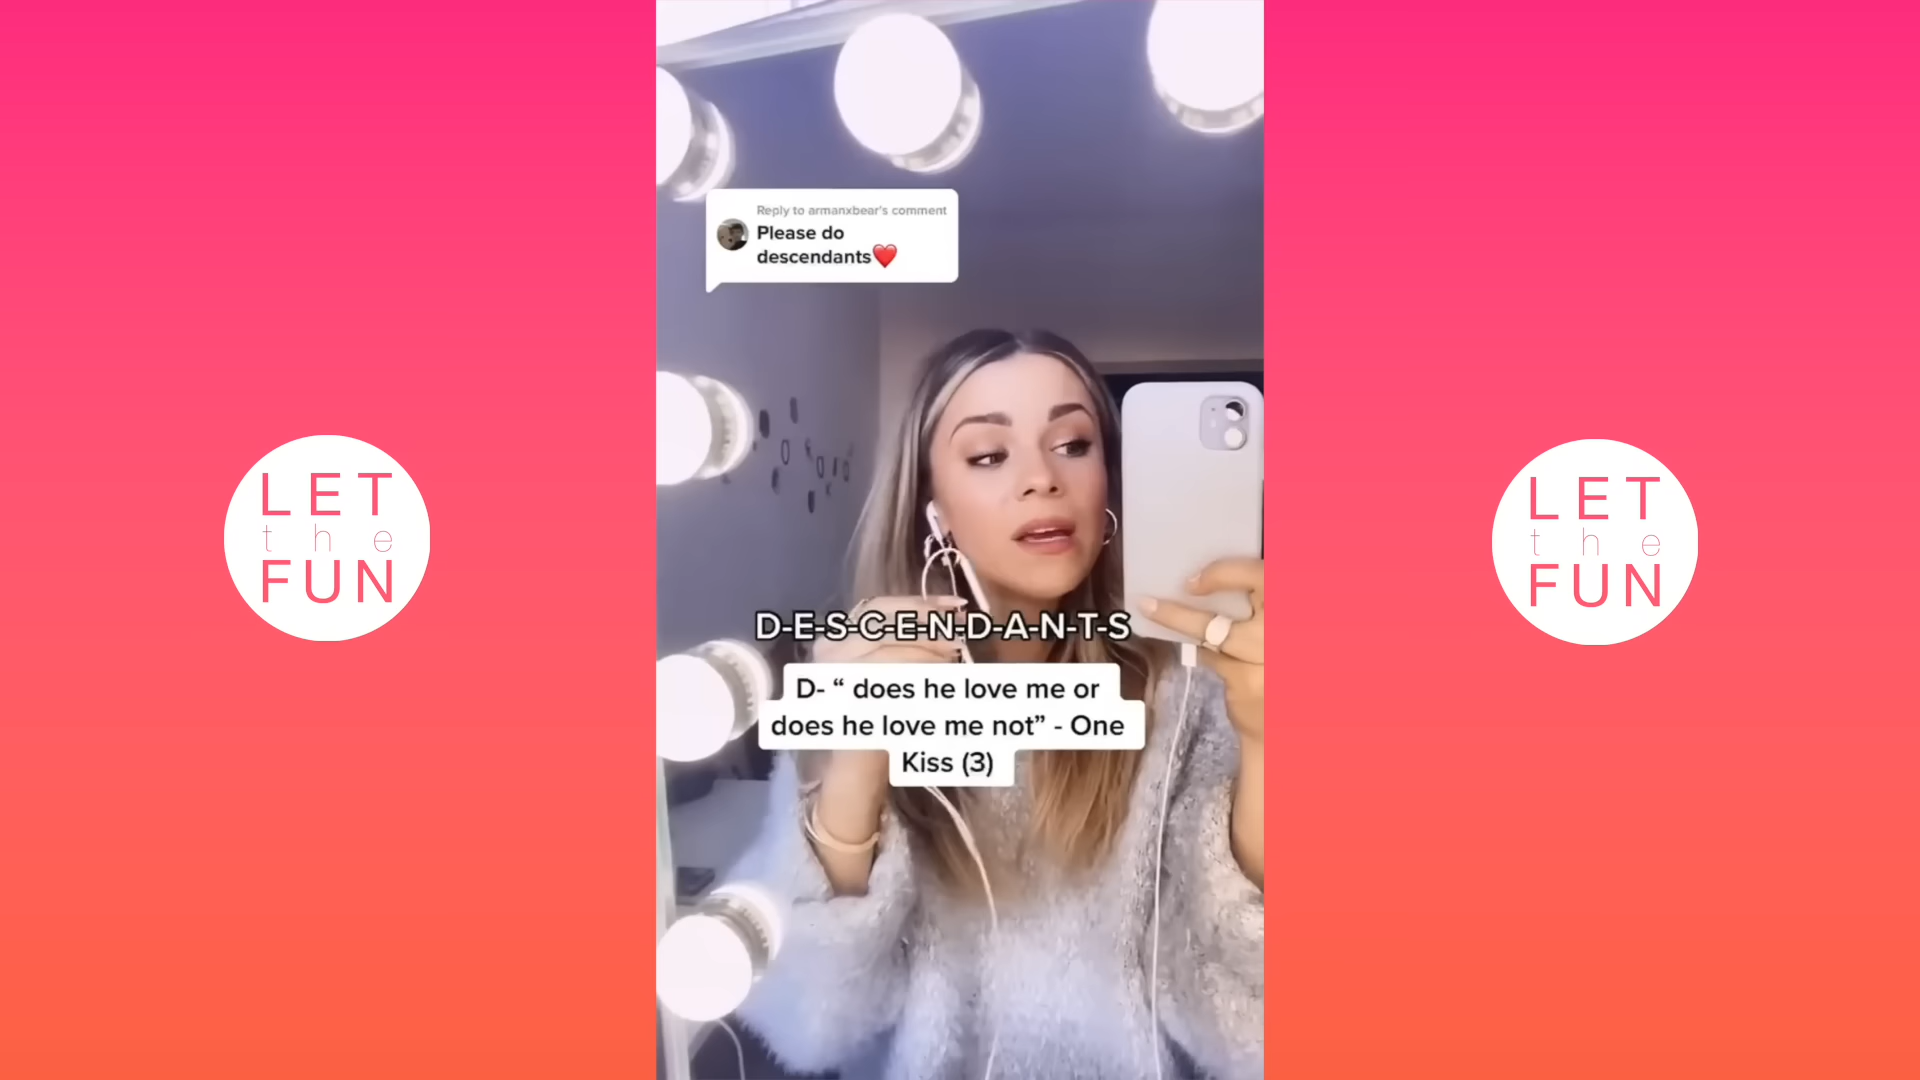 Reply to armanxbear's comment
Please do
descendants❤️
LET
the
FUN
LET
the
FUN
D-E-S-C-E-N-D-A-N-T-S
D- “ does he love me or
does he love me not” - One
Kiss (3)